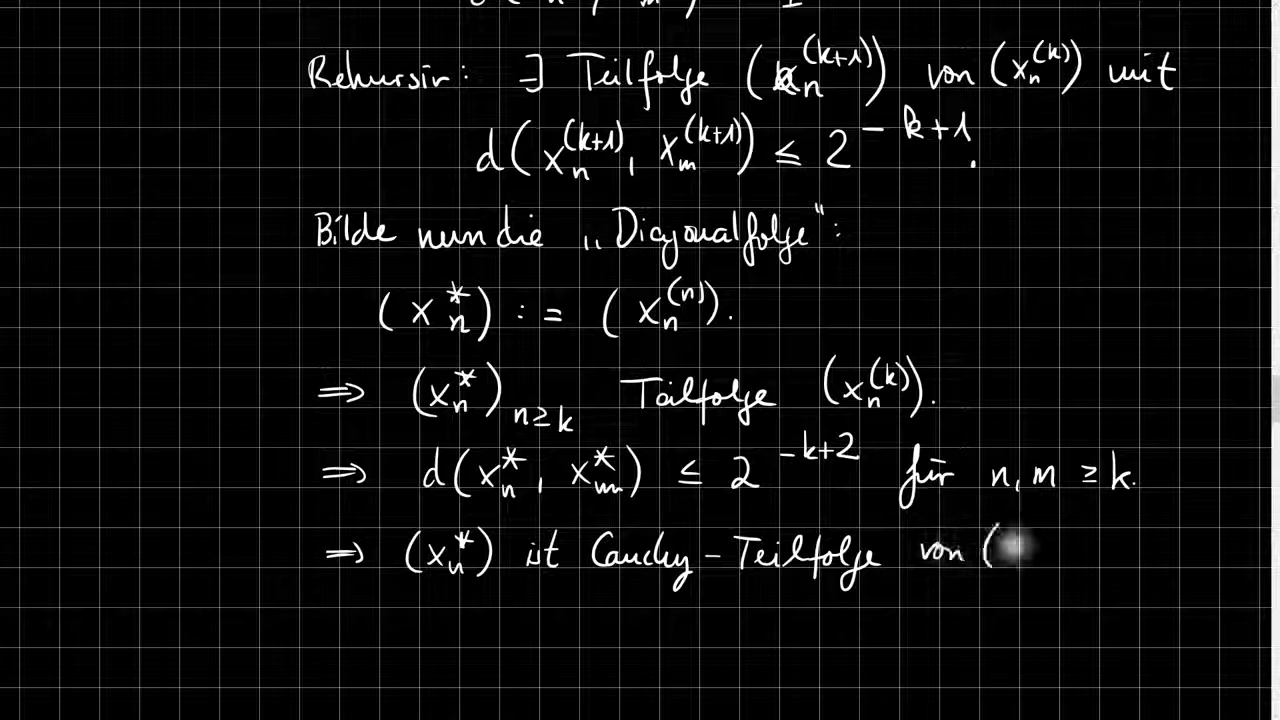 Rekursiv: ∃ Teilfolge (x_n^(k+1)) von (x_n^(k)) mit
d(x_n^(k+1), x_m^(k+1)) ≤ 2^-k+1.
Bilde nun die „Diagonalfolge“:
(x_n^*) := (x_n^(n)).
⇒ (x_n^*)_n≥k Teilfolge (x_n^(k)).
⇒ d(x_n^*, x_m^*) ≤ 2^-k+2 für n, m ≥ k.
⇒ (x_n^*) ist Cauchy-Teilfolge von (